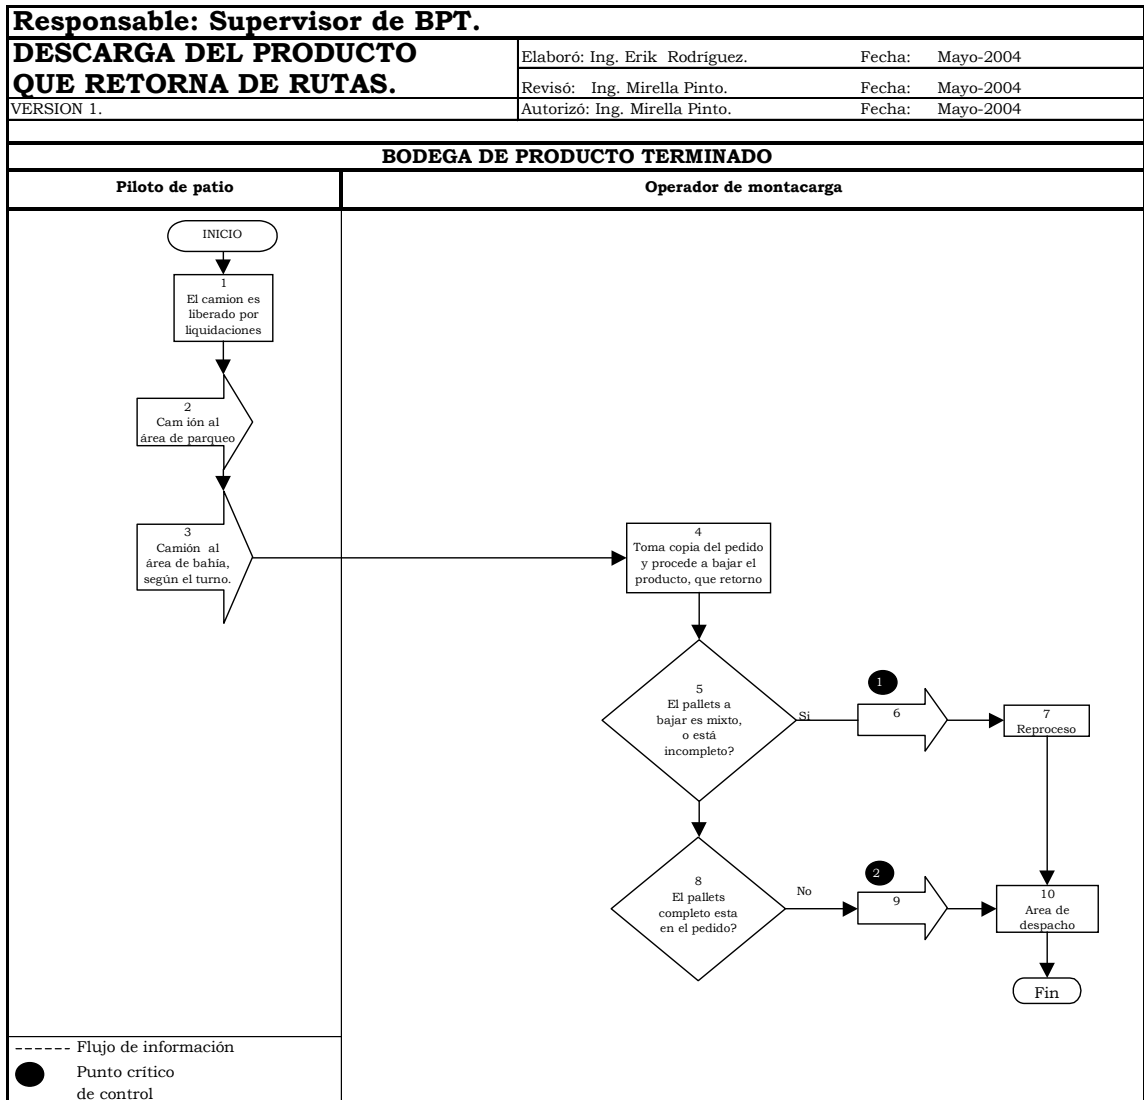 Responsable: Supervisor de BPT.
DESCARGA DEL PRODUCTO
QUE RETORNA DE RUTAS.
VERSION 1.
Elaboró: Ing. Erik Rodríguez. Fecha: Mayo-2004
Revisó: Ing. Mirella Pinto. Fecha: Mayo-2004
Autorizó: Ing. Mirella Pinto. Fecha: Mayo-2004
BODEGA DE PRODUCTO TERMINADO
Piloto de patio
Operador de montacarga
INICIO
1
El camion es
liberado por
liquidaciones
2
Cam ión al
área de parqueo
3
Camión al
área de bahía,
según el turno.
4
Toma copia del pedido
y procede a bajar el
producto, que retorno
5
El pallets a
bajar es mixto,
o está
incompleto?
Si
1
6
7
Reproceso
8
El pallets
completo esta
en el pedido?
No
2
9
10
Area de
despacho
Fin
Flujo de información
Punto crítico
de control